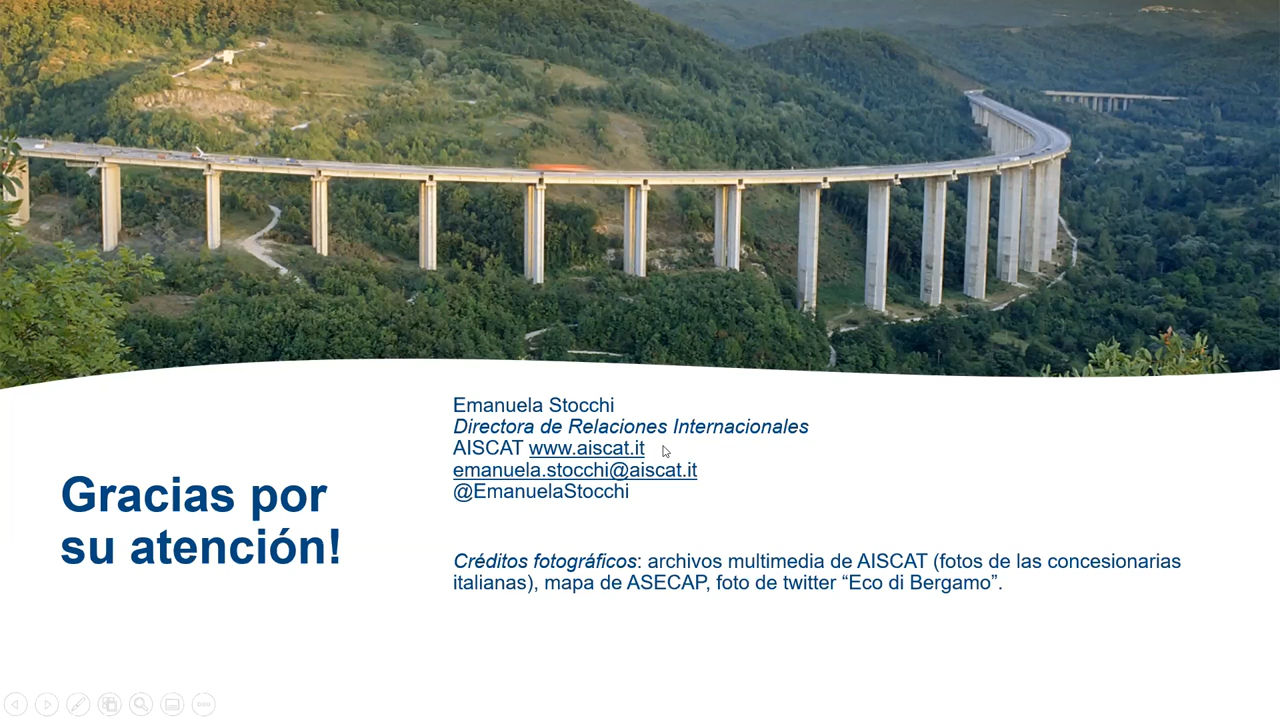 Gracias por
su atención!
Emanuela Stocchi
Directora de Relaciones Internacionales
AISCAT www.aiscat.it
emanuela.stocchi@aiscat.it
@EmanuelaStocchi
Créditos fotográficos: archivos multimedia de AISCAT (fotos de las concesionarias
italianas), mapa de ASECAP, foto de twitter “Eco di Bergamo”.